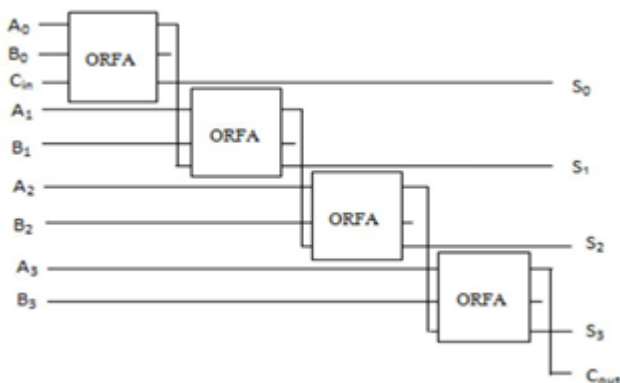 A₀
B₀
Cᵢₙ
ORFA
S₀
A₁
B₁
ORFA
S₁
A₂
B₂
ORFA
S₂
A₃
B₃
ORFA
S₃
Cₒᵤₜ